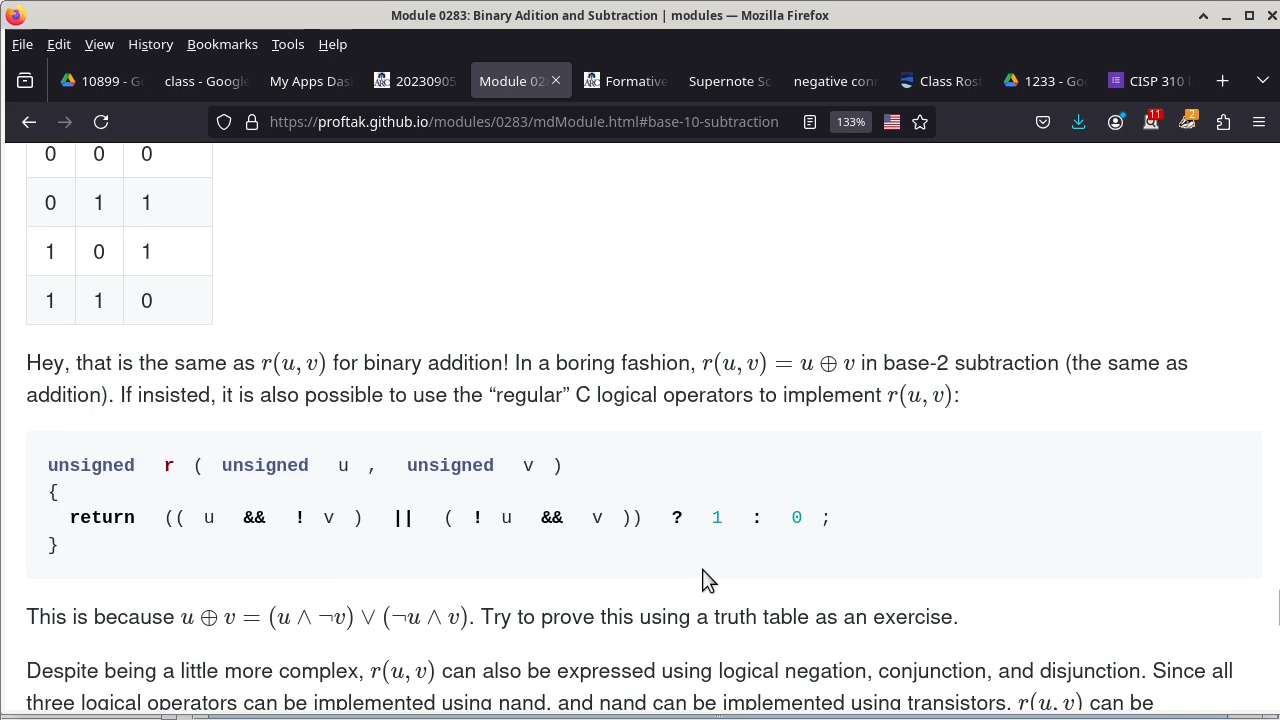 Module 0283: Binary Adition and Subtraction | modules — Mozilla Firefox
File Edit View History Bookmarks Tools Help
10899 - G class - Google My Apps Das 20230905 Module 02 Formative Supernote Sc negative con Class Ros 1233 - Goo CISP 310
https://proftak.github.io/modules/0283/mdModule.html#base-10-subtraction 133% 11 2
0 0 0
0 1 1
1 0 1
1 1 0
Hey, that is the same as r(u, v) for binary addition! In a boring fashion, r(u, v) = u ⊕ v in base-2 subtraction (the same as
addition). If insisted, it is also possible to use the “regular” C logical operators to implement r(u, v):
unsigned r ( unsigned u , unsigned v )
{
return (( u && ! v ) || ( ! u && v )) ? 1 : 0 ;
}
This is because u ⊕ v = (u ∧ ¬v) ∨ (¬u ∧ v). Try to prove this using a truth table as an exercise.
Despite being a little more complex, r(u, v) can also be expressed using logical negation, conjunction, and disjunction. Since all
three logical operators can be implemented using nand, and nand can be implemented using transistors, r(u, v) can be